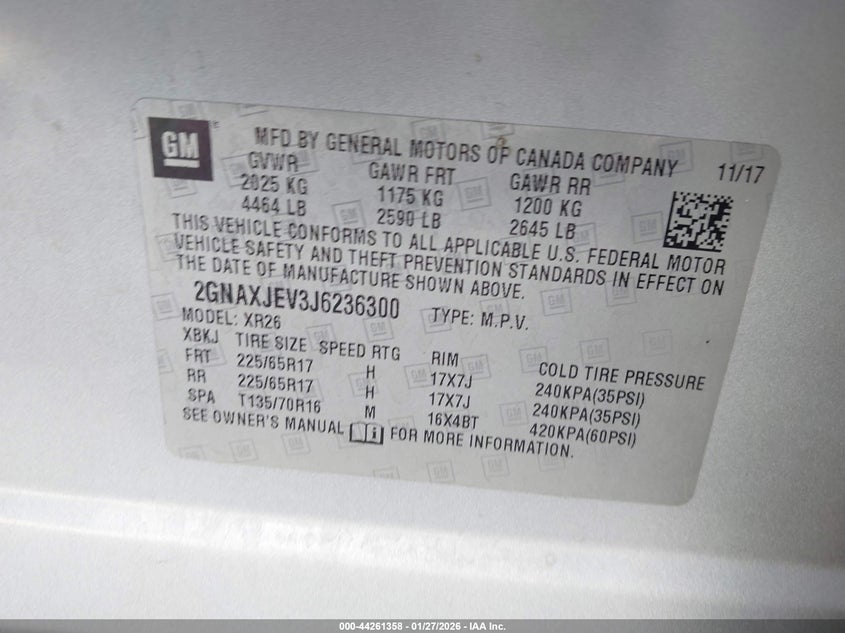 GM
MFD BY GENERAL MOTORS OF CANADA COMPANY 11/17
GVWR GAWR FRT GAWR RR
2025 KG 1175 KG 1200 KG
4464 LB 2590 LB 2645 LB
THIS VEHICLE CONFORMS TO ALL APPLICABLE U.S. FEDERAL MOTOR
VEHICLE SAFETY AND THEFT PREVENTION STANDARDS IN EFFECT ON
THE DATE OF MANUFACTURE SHOWN ABOVE.
2GNAXJEV3J6236300 TYPE: M.P.V.
MODEL: XR26
XBKJ TIRE SIZE SPEED RTG RIM COLD TIRE PRESSURE
FRT 225/65R17 H 17X7J 240KPA(35PSI)
RR 225/65R17 H 17X7J 240KPA(35PSI)
SPA T135/70R16 M 16X4BT 420KPA(60PSI)
SEE OWNER'S MANUAL FOR MORE INFORMATION.
000-44261358 - 01/27/2026 - IAA Inc.